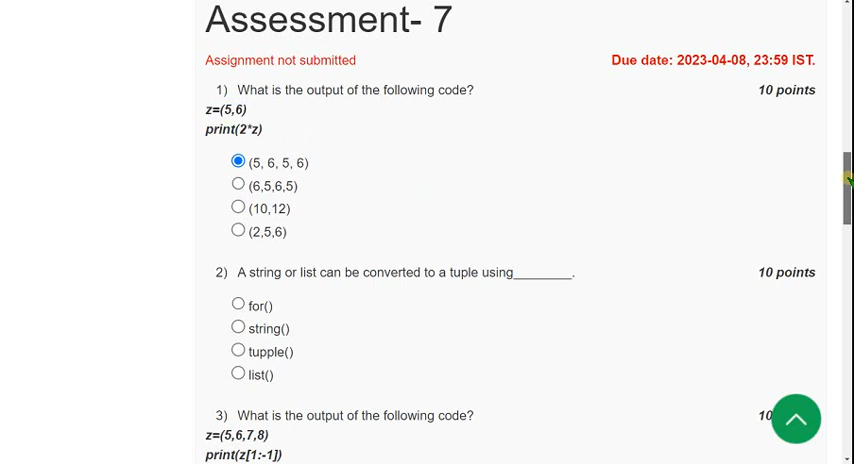 Assessment- 7
Assignment not submitted Due date: 2023-04-08, 23:59 IST.
1) What is the output of the following code? 10 points
z=(5,6)
print(2*z)
(5, 6, 5, 6)
(6,5,6,5)
(10,12)
(2,5,6)
2) A string or list can be converted to a tuple using________. 10 points
for()
string()
tupple()
list()
3) What is the output of the following code? 10
z=(5,6,7,8)
print(z[1:-1])